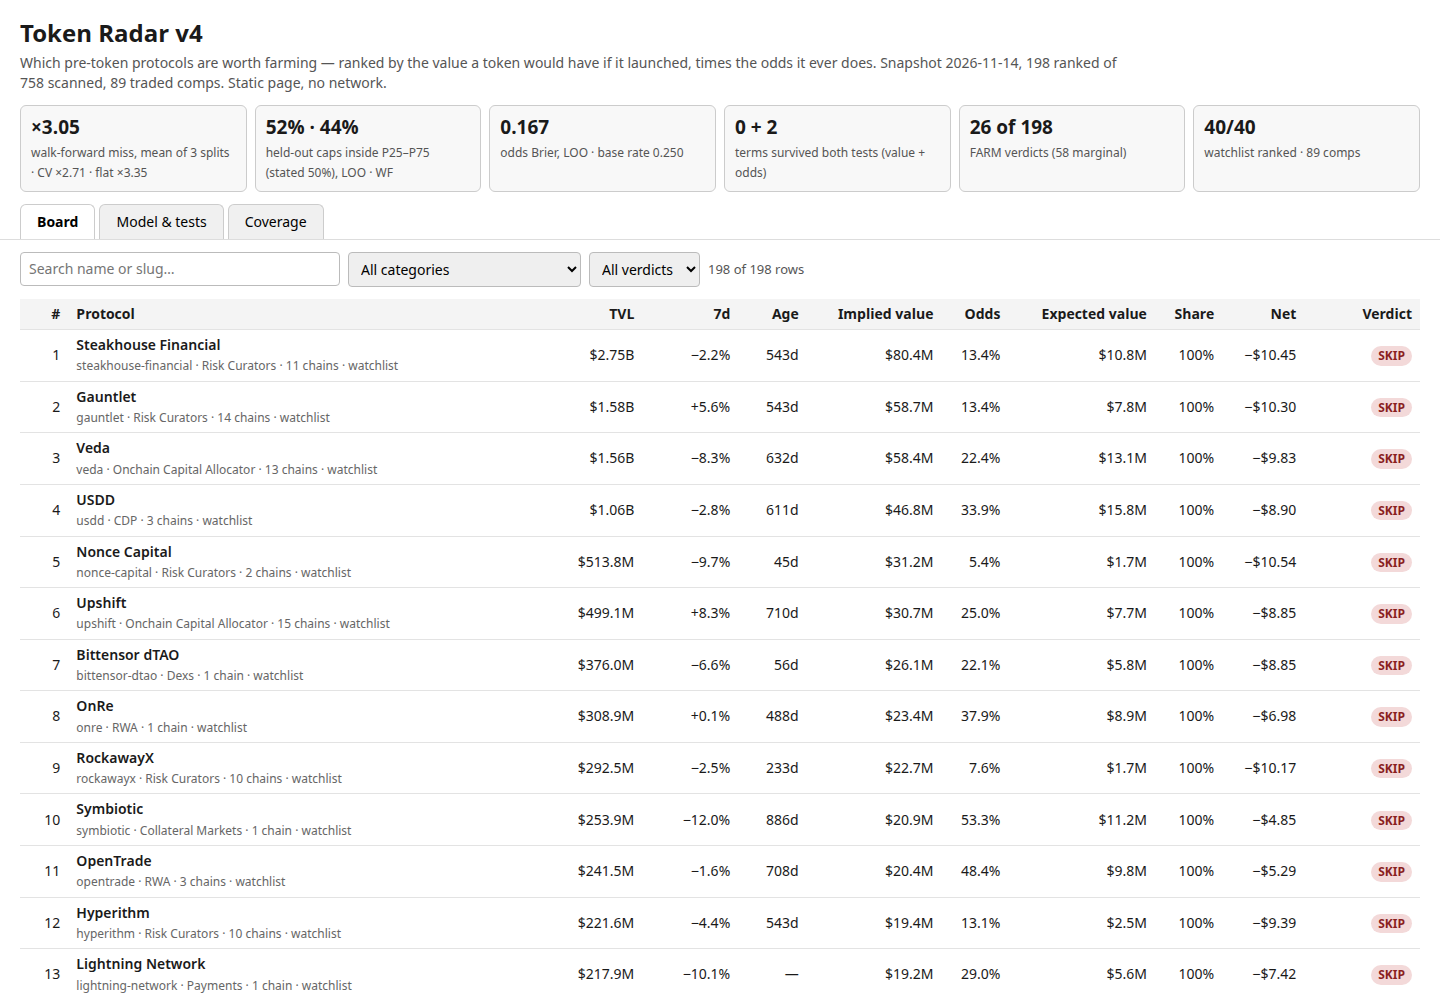 Token Radar v4
Which pre-token protocols are worth farming — ranked by the value a token would have if it launched, times the odds it ever does. Snapshot 2026-11-14, 198 ranked of
758 scanned, 89 traded comps. Static page, no network.
×3.05
walk-forward miss, mean of 3 splits
· CV ×2.71 · flat ×3.35
52% · 44%
held-out caps inside P25–P75
(stated 50%), LOO · WF
0.167
odds Brier, LOO · base rate 0.250
0 + 2
terms survived both tests (value +
odds)
26 of 198
FARM verdicts (58 marginal)
40/40
watchlist ranked · 89 comps
Board Model & tests Coverage
Search name or slug... All categories All verdicts 198 of 198 rows
# Protocol TVL 7d Age Implied value Odds Expected value Share Net Verdict
Steakhouse Financial
1 $2.75B −2.2% 543d $80.4M 13.4% $10.8M 100% −$10.45 SKIP
steakhouse-financial · Risk Curators · 11 chains · watchlist
Gauntlet
2 $1.58B +5.6% 543d $58.7M 13.4% $7.8M 100% −$10.30 SKIP
gauntlet · Risk Curators · 14 chains · watchlist
Veda
3 $1.56B −8.3% 632d $58.4M 22.4% $13.1M 100% −$9.83 SKIP
veda · Onchain Capital Allocator · 13 chains · watchlist
USDD
4 $1.06B −2.8% 611d $46.8M 33.9% $15.8M 100% −$8.90 SKIP
usdd · CDP · 3 chains · watchlist
Nonce Capital
5 $513.8M −9.7% 45d $31.2M 5.4% $1.7M 100% −$10.54 SKIP
nonce-capital · Risk Curators · 2 chains · watchlist
Upshift
6 $499.1M +8.3% 710d $30.7M 25.0% $7.7M 100% −$8.85 SKIP
upshift · Onchain Capital Allocator · 15 chains · watchlist
Bittensor dTAO
7 $376.0M −6.6% 56d $26.1M 22.1% $5.8M 100% −$8.85 SKIP
bittensor-dtao · Dexs · 1 chain · watchlist
OnRe
8 $308.9M +0.1% 488d $23.4M 37.9% $8.9M 100% −$6.98 SKIP
onre · RWA · 1 chain · watchlist
RockawayX
9 $292.5M −2.5% 233d $22.7M 7.6% $1.7M 100% −$10.17 SKIP
rockawayx · Risk Curators · 10 chains · watchlist
Symbiotic
10 $253.9M −12.0% 886d $20.9M 53.3% $11.2M 100% −$4.85 SKIP
symbiotic · Collateral Markets · 1 chain · watchlist
OpenTrade
11 $241.5M −1.6% 708d $20.4M 48.4% $9.8M 100% −$5.29 SKIP
opentrade · RWA · 3 chains · watchlist
Hyperithm
12 $221.6M −4.4% 543d $19.4M 13.1% $2.5M 100% −$9.39 SKIP
hyperithm · Risk Curators · 10 chains · watchlist
Lightning Network
13 $217.9M −10.1% — $19.2M 29.0% $5.6M 100% −$7.42 SKIP
lightning-network · Payments · 1 chain · watchlist